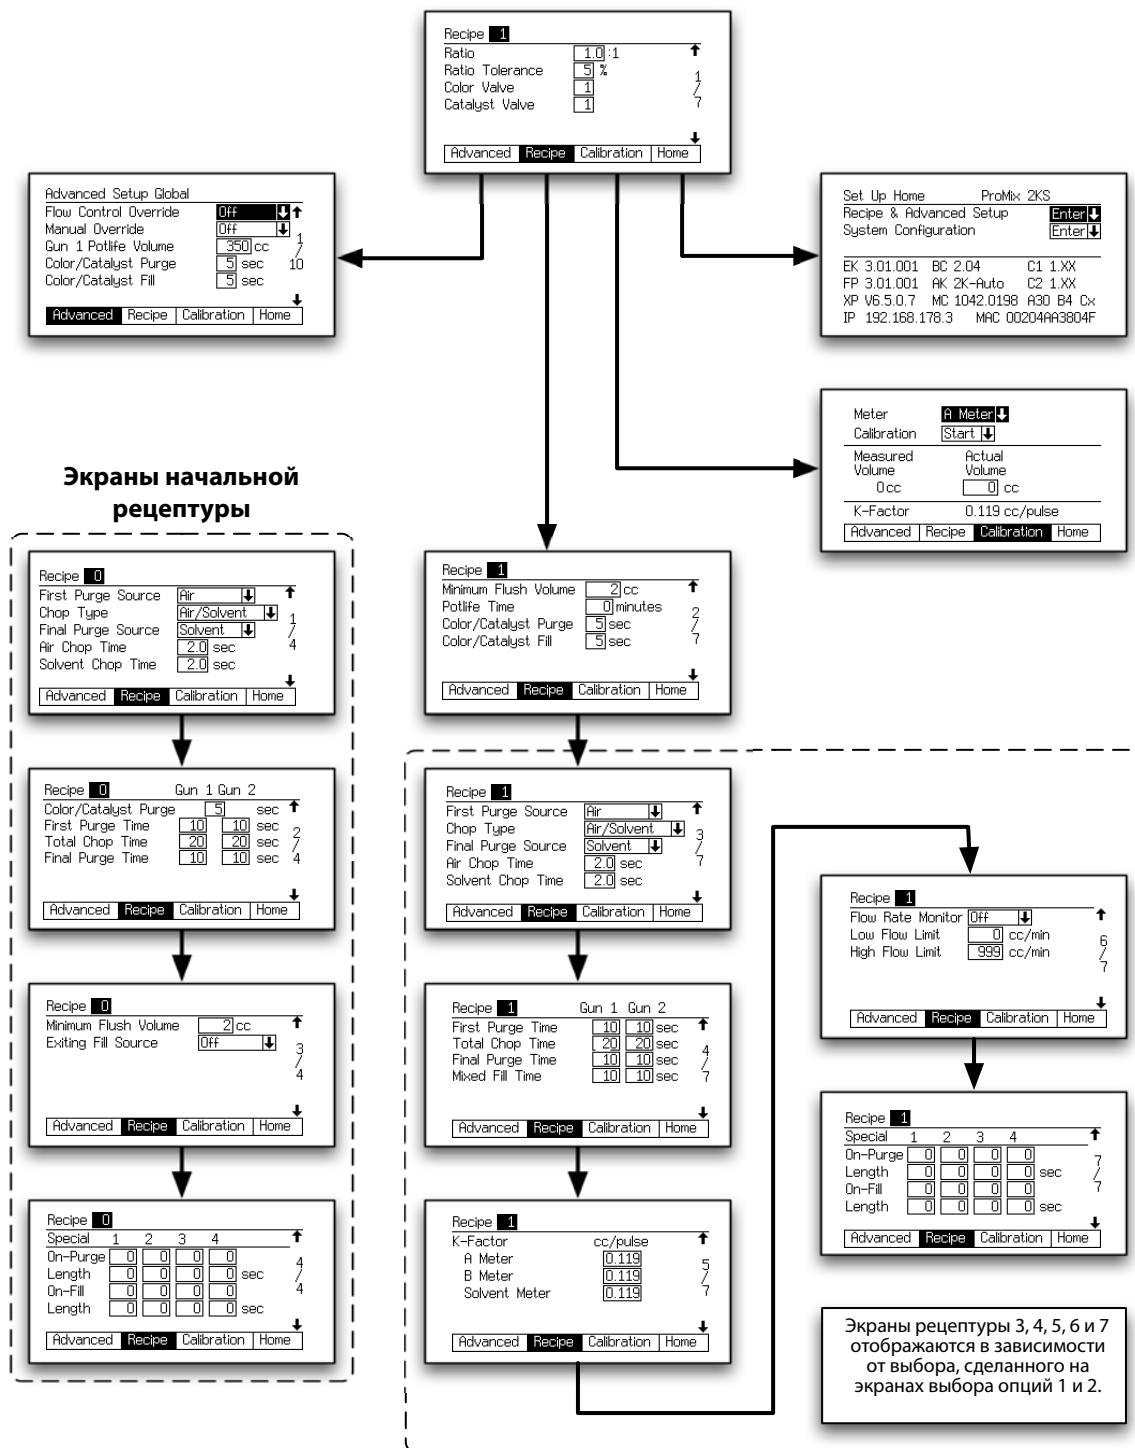 Recipe 1
Ratio 1.0 :1
Ratio Tolerance 5 %
Color Valve 1
Catalyst Valve 1
1 / 7
Advanced Recipe Calibration Home
Advanced Setup Global
Flow Control Override Off
Manual Override Off
Gun 1 Potlife Volume 350 cc
Color/Catalyst Purge 5 sec
Color/Catalyst Fill 5 sec
1 / 10
Advanced Recipe Calibration Home
Set Up Home ProMix 2KS
Recipe & Advanced Setup Enter
System Configuration Enter
EK 3.01.001 BC 2.04 C1 1.XX
FP 3.01.001 AK 2K-Auto C2 1.XX
XP V6.5.0.7 MC 1042.0198 A30 B4 Cx
IP 192.168.178.3 MAC 00204AA3804F
Meter A Meter
Calibration Start
Measured Actual
Volume Volume
0 cc 0 cc
K-Factor 0.119 cc/pulse
Advanced Recipe Calibration Home
Экраны начальной
рецептуры
Recipe 0
First Purge Source Air
Chop Type Air/Solvent
Final Purge Source Solvent
Air Chop Time 2.0 sec
Solvent Chop Time 2.0 sec
1 / 4
Advanced Recipe Calibration Home
Recipe 0 Gun 1 Gun 2
Color/Catalyst Purge 5 sec
First Purge Time 10 10 sec
Total Chop Time 20 20 sec
Final Purge Time 10 10 sec
2 / 4
Advanced Recipe Calibration Home
Recipe 0
Minimum Flush Volume 2 cc
Exiting Fill Source Off
3 / 4
Advanced Recipe Calibration Home
Recipe 0
Special 1 2 3 4
On-Purge 0 0 0 0
Length 0 0 0 0 sec
On-Fill 0 0 0 0
Length 0 0 0 0 sec
4 / 4
Advanced Recipe Calibration Home
Recipe 1
Minimum Flush Volume 2 cc
Potlife Time 0 minutes
Color/Catalyst Purge 5 sec
Color/Catalyst Fill 5 sec
2 / 7
Advanced Recipe Calibration Home
Recipe 1
First Purge Source Air
Chop Type Air/Solvent
Final Purge Source Solvent
Air Chop Time 2.0 sec
Solvent Chop Time 2.0 sec
3 / 7
Advanced Recipe Calibration Home
Recipe 1 Gun 1 Gun 2
First Purge Time 10 10 sec
Total Chop Time 20 20 sec
Final Purge Time 10 10 sec
Mixed Fill Time 10 10 sec
4 / 7
Advanced Recipe Calibration Home
Recipe 1
K-Factor cc/pulse
A Meter 0.119
B Meter 0.119
Solvent Meter 0.119
5 / 7
Advanced Recipe Calibration Home
Recipe 1
Flow Rate Monitor Off
Low Flow Limit 0 cc/min
High Flow Limit 999 cc/min
6 / 7
Advanced Recipe Calibration Home
Recipe 1
Special 1 2 3 4
On-Purge 0 0 0 0
Length 0 0 0 0 sec
On-Fill 0 0 0 0
Length 0 0 0 0 sec
7 / 7
Advanced Recipe Calibration Home
Экраны рецептуры 3, 4, 5, 6 и 7
отображаются в зависимости
от выбора, сделанного на
экранах выбора опций 1 и 2.